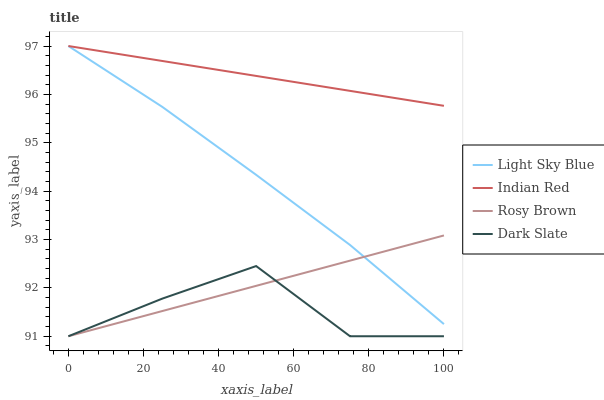 title
97
96
95
94
93
92
91
0 20 40 60 80 100
xaxis_label
yaxis_label
Light Sky Blue
Indian Red
Rosy Brown
Dark Slate